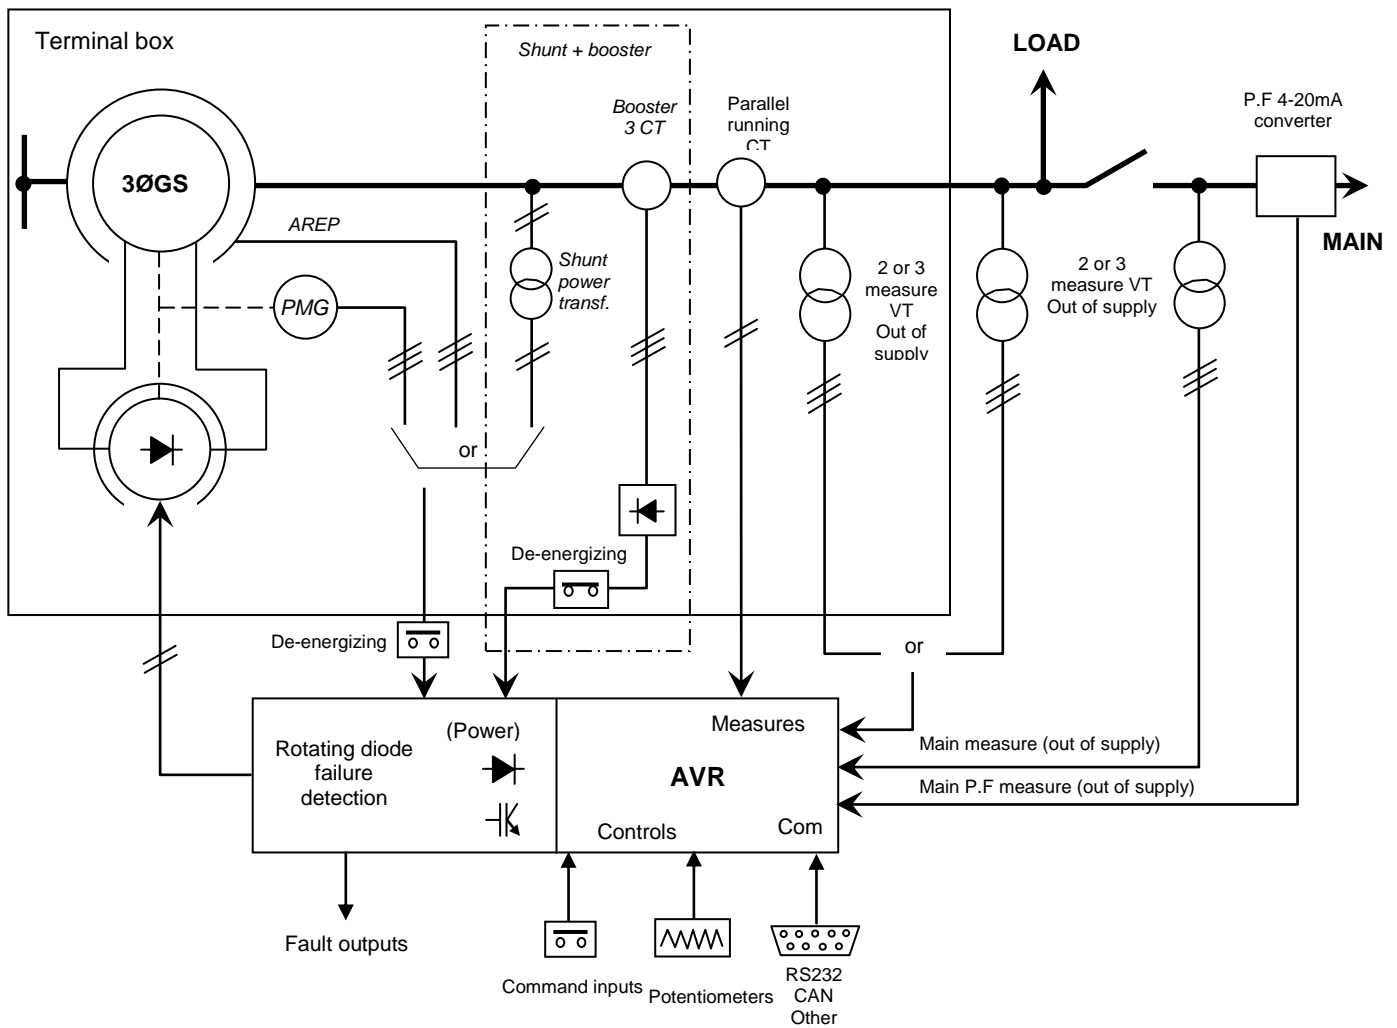 Terminal box
Shunt + booster
LOAD
P.F 4-20mA
converter
Booster
3 CT
Parallel
running
CT
3ØGS
MAIN
AREP
PMG
Shunt
power
transf.
2 or 3
measure
VT
Out of
supply
2 or 3
measure VT
Out of supply
or
De-energizing
De-energizing
or
(Power)
Rotating diode
failure
detection
Measures
AVR
Controls
Com
Main measure (out of supply)
Main P.F measure (out of supply)
Fault outputs
Command inputs
Potentiometers
RS232
CAN
Other